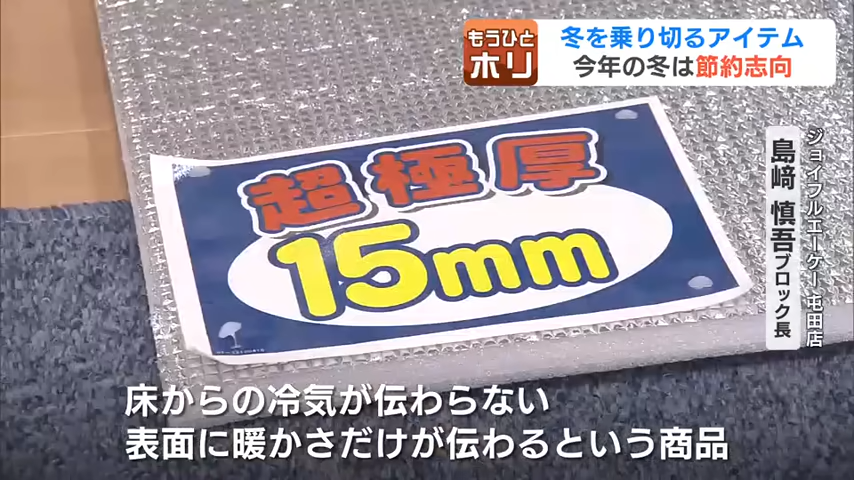 もうひと
ホリ
冬を乗り切るアイテム
今年の冬は節約志向
超極厚
15mm
ジョイフルエーケー屯田店
島﨑 慎吾ブロック長
床からの冷気が伝わらない
表面に暖かさだけが伝わるという商品